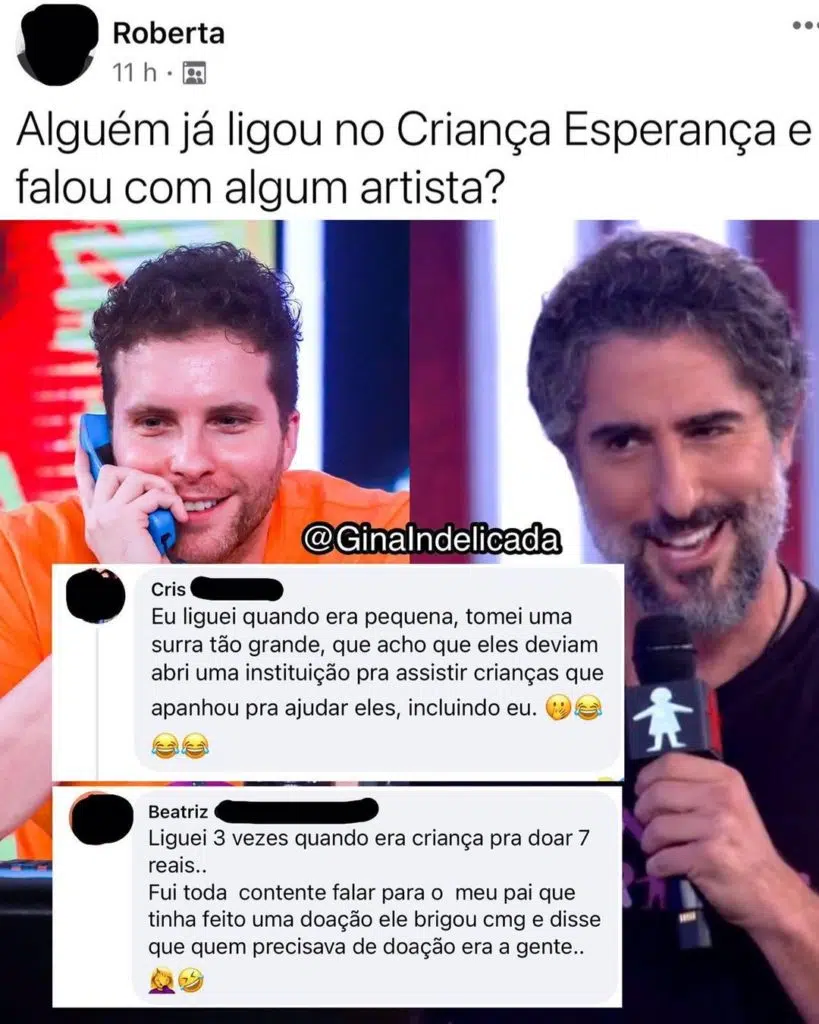 Roberta
11 h ·
Alguém já ligou no Criança Esperança e
falou com algum artista?
@GinaIndelicada
Cris
Eu liguei quando era pequena, tomei uma
surra tão grande, que acho que eles deviam
abri uma instituição pra assistir crianças que
apanhou pra ajudar eles, incluindo eu. 🤭😂
😂😂
Beatriz
Liguei 3 vezes quando era criança pra doar 7
reais..
Fui toda contente falar para o meu pai que
tinha feito uma doação ele brigou cmg e disse
que quem precisava de doação era a gente..
🤦‍♀️🤣